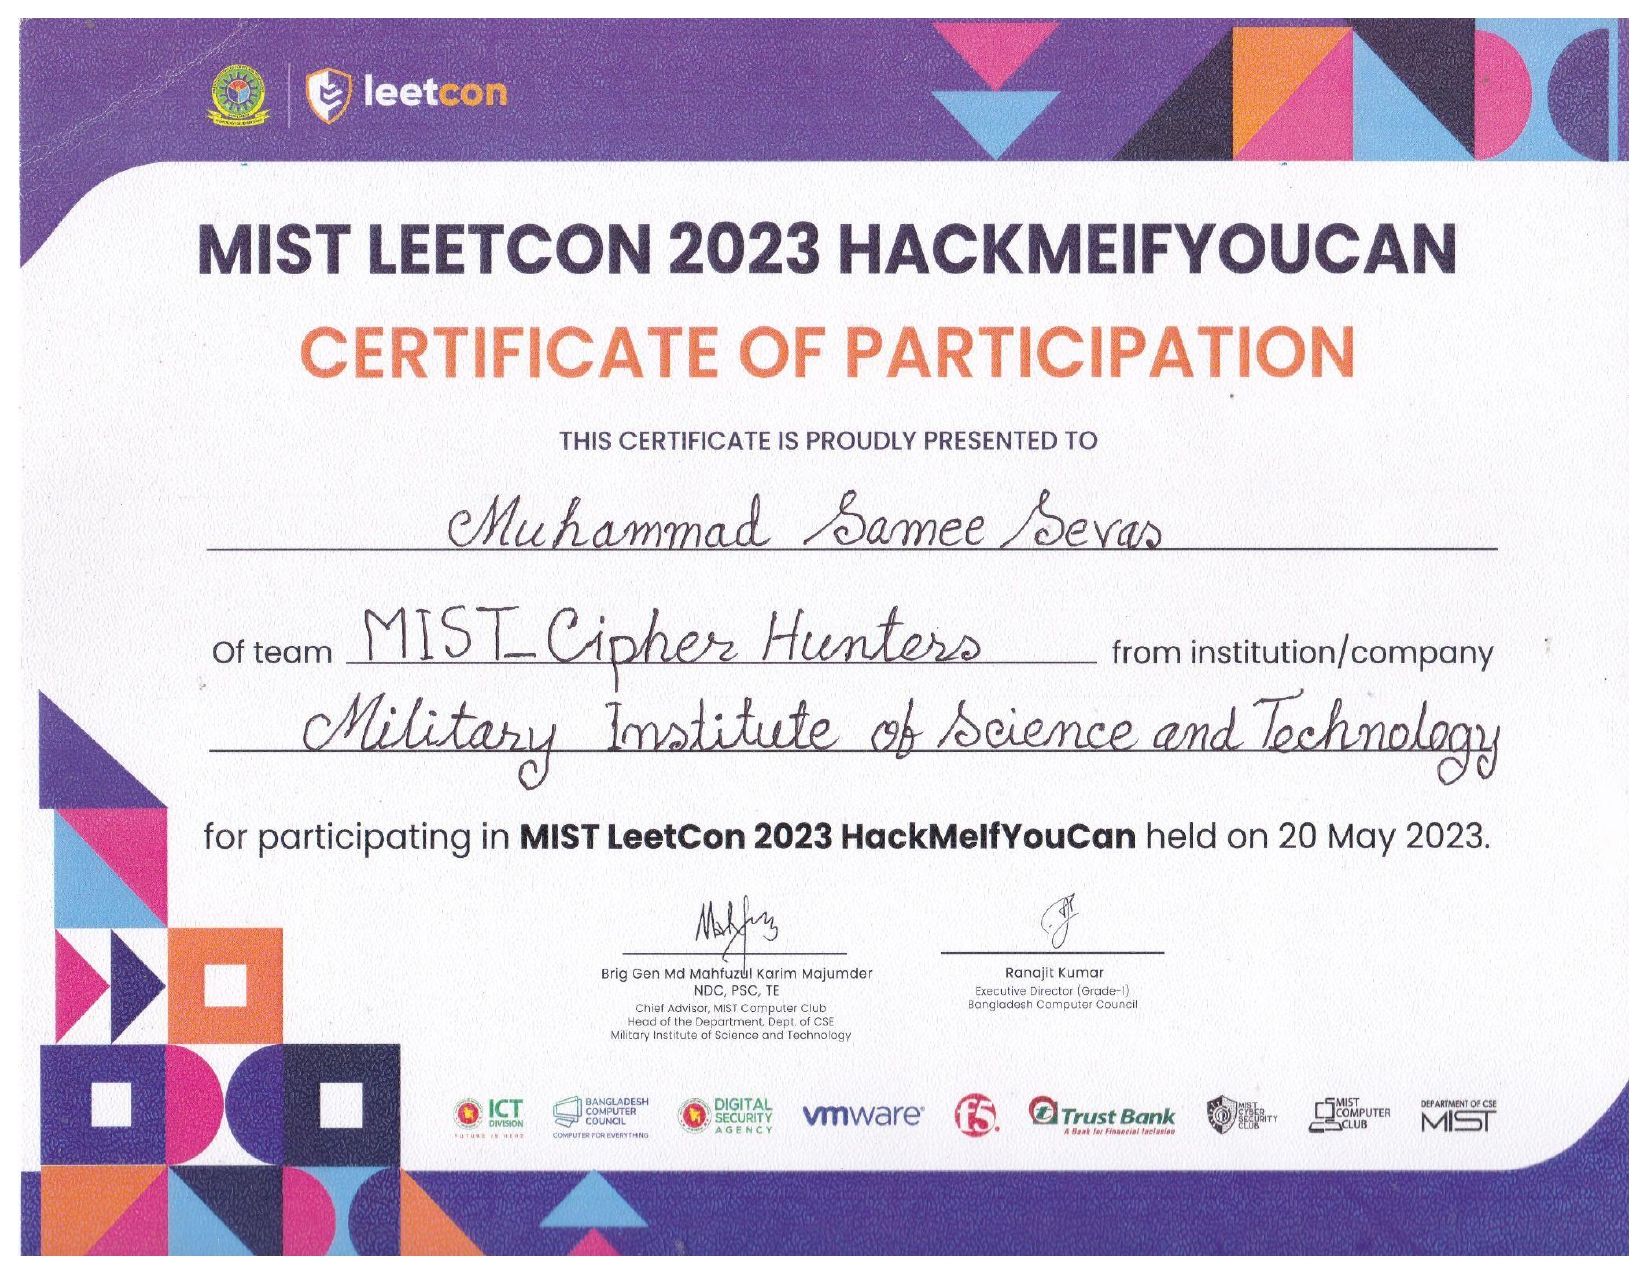 leetcon
MIST LEETCON 2023 HACKMEIFYOUCAN
CERTIFICATE OF PARTICIPATION
THIS CERTIFICATE IS PROUDLY PRESENTED TO
Muhammad Samee Sevas
Of team MIST_Cipher Hunters from institution/company
Military Institute of Science and Technology
for participating in MIST LeetCon 2023 HackMeIfYouCan held on 20 May 2023.
Brig Gen Md Mahfuzul Karim Majumder
NDC, PSC, TE
Chief Advisor, MIST Computer Club
Head of the Department, Dept. of CSE
Military Institute of Science and Technology
Ranajit Kumar
Executive Director (Grade-I)
Bangladesh Computer Council
ICT
DIVISION
FUTURE IS HERE
BANGLADESH
COMPUTER
COUNCIL
COMPUTER FOR EVERYTHING
DIGITAL
SECURITY
AGENCY
vmware
f5
Trust Bank
A Bank for Financial Inclusion
MIST
CYBER
SECURITY
CLUB
MIST
COMPUTER
CLUB
DEPARTMENT OF CSE
MIST